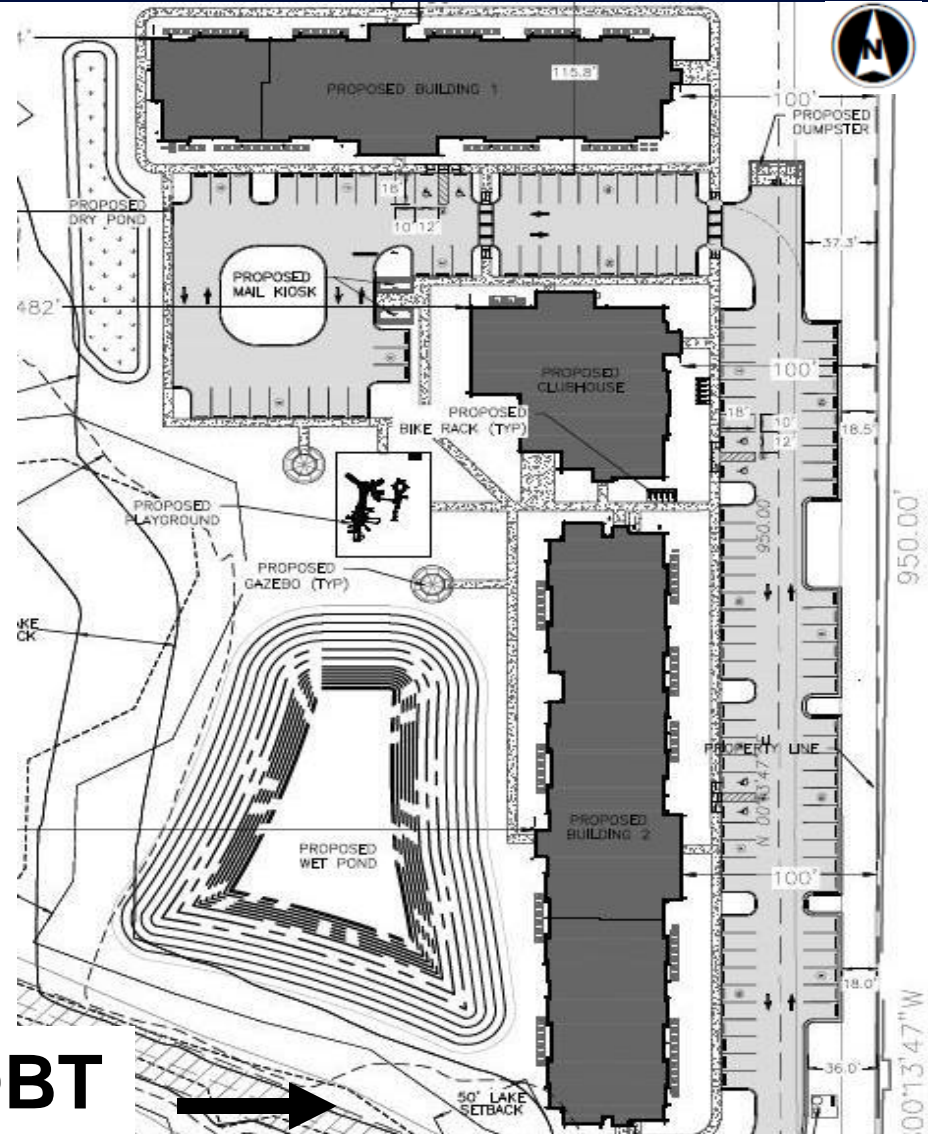 N
PROPOSED BUILDING 1
115.8'
100'
PROPOSED
DUMPSTER
PROPOSED
DRY POND
18'
10'
12'
37.3'
PROPOSED
MAIL KIOSK
482'
PROPOSED
CLUBHOUSE
100'
PROPOSED
BIKE RACK (TYP)
18'
10'
12'
18.5'
950.00'
950.00'
PROPOSED
PLAYGROUND
PROPOSED
GAZEBO (TYP)
PROPERTY LINE
PROPOSED
BUILDING 2
PROPOSED
WET POND
100'
18.0'
36.0'
50' LAKE
SETBACK
BT